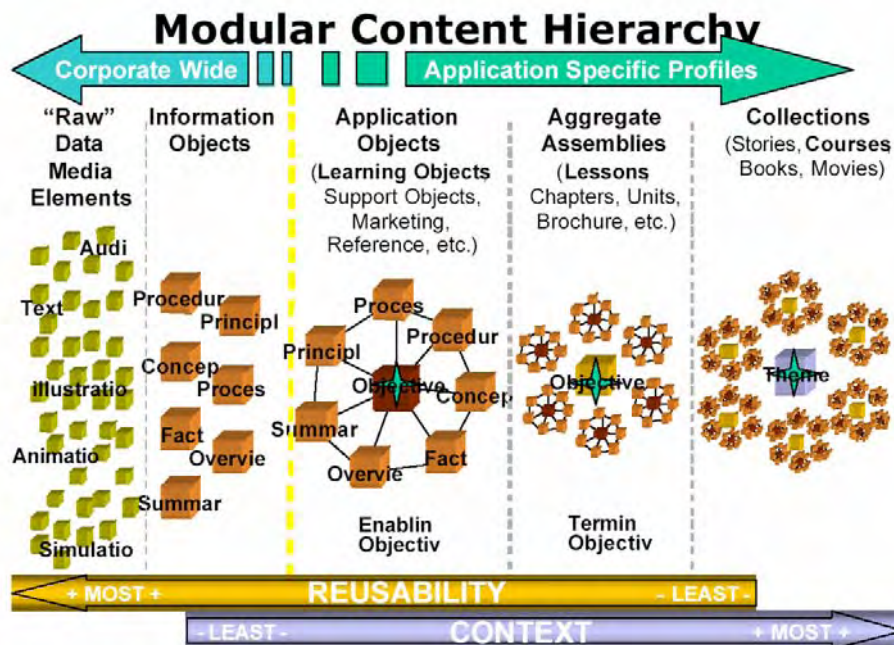 Modular Content Hierarchy
Corporate Wide
Application Specific Profiles
“Raw”
Data
Media
Elements
Information
Objects
Application
Objects
(Learning Objects
Support Objects,
Marketing,
Reference, etc.)
Aggregate
Assemblies
(Lessons
Chapters, Units,
Brochure, etc.)
Collections
(Stories, Courses
Books, Movies)
Audi
Text
illustratio
Animatio
Simulatio
Procedur
Principl
Concep
Proces
Fact
Overvie
Summar
Proces
Principl
Procedur
Objective
Concep
Summar
Overvie
Fact
Enablin
Objectiv
Objective
Termin
Objectiv
Theme
+ MOST +
REUSABILITY
- LEAST -
- LEAST -
CONTEXT
+ MOST +